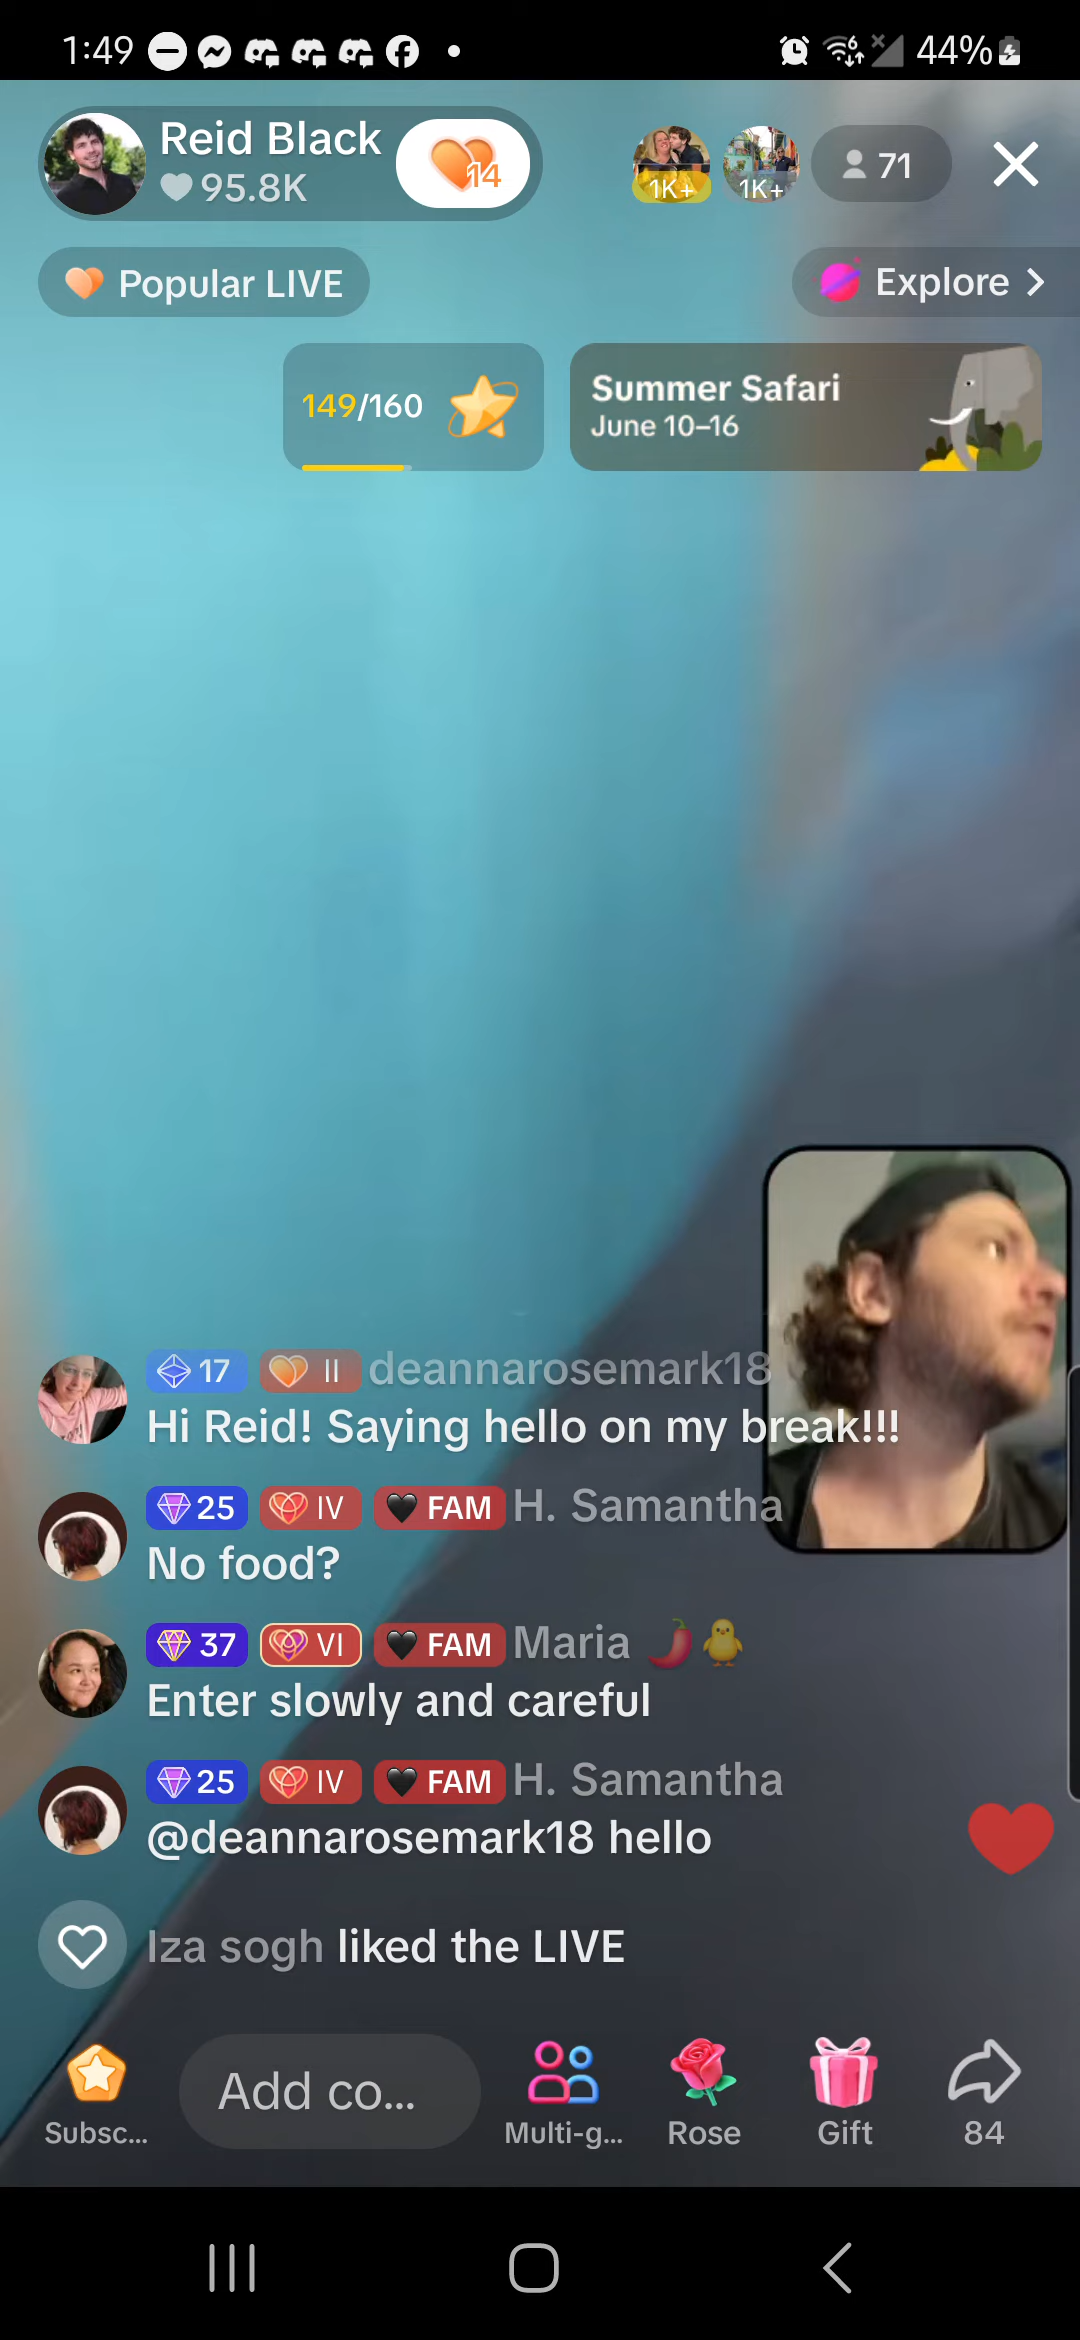 1:49
44%
Reid Black
95.8K
14
1K+
1K+
71
Popular LIVE
Explore
149/160
Summer Safari
June 10–16
17 II deannarosemark18
Hi Reid! Saying hello on my break!!!
25 IV FAM H. Samantha
No food?
37 VI FAM Maria 🌶️🐥
Enter slowly and careful
25 IV FAM H. Samantha
@deannarosemark18 hello
Iza sogh liked the LIVE
Subsc...
Add co...
Multi-g...
Rose
Gift
84